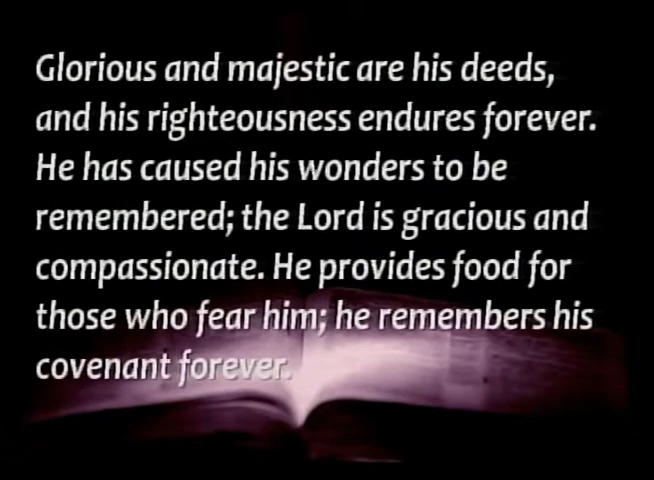 Glorious and majestic are his deeds,
and his righteousness endures forever.
He has caused his wonders to be
remembered; the Lord is gracious and
compassionate. He provides food for
those who fear him; he remembers his
covenant forever.